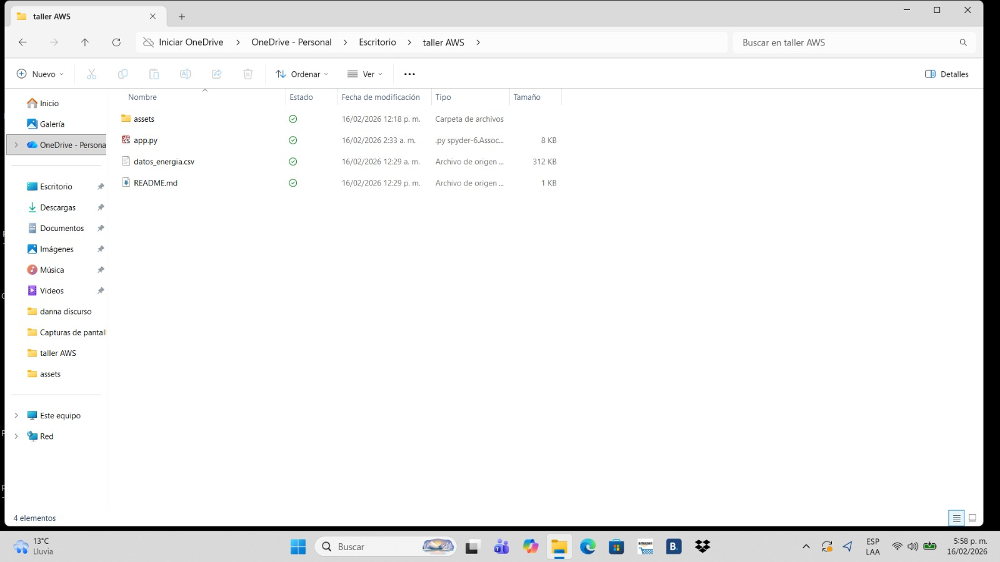 taller AWS
Iniciar OneDrive > OneDrive - Personal > Escritorio > taller AWS >
Buscar en taller AWS
Nuevo
Ordenar
Ver
Detalles
Nombre Estado Fecha de modificación Tipo Tamaño
assets 16/02/2026 12:18 p. m. Carpeta de archivos
app.py 16/02/2026 2:33 a. m. .py spyder-6.Assoc... 8 KB
datos_energia.csv 16/02/2026 12:29 a. m. Archivo de origen ... 312 KB
README.md 16/02/2026 12:29 p. m. Archivo de origen ... 1 KB
Inicio
Galería
OneDrive - Persona
Escritorio
Descargas
Documentos
Imágenes
Música
Videos
danna discurso
Capturas de pantall
taller AWS
assets
Este equipo
Red
4 elementos
13°C
Lluvia
Buscar
amazon
B.
ESP
LAA
5:58 p. m.
16/02/2026